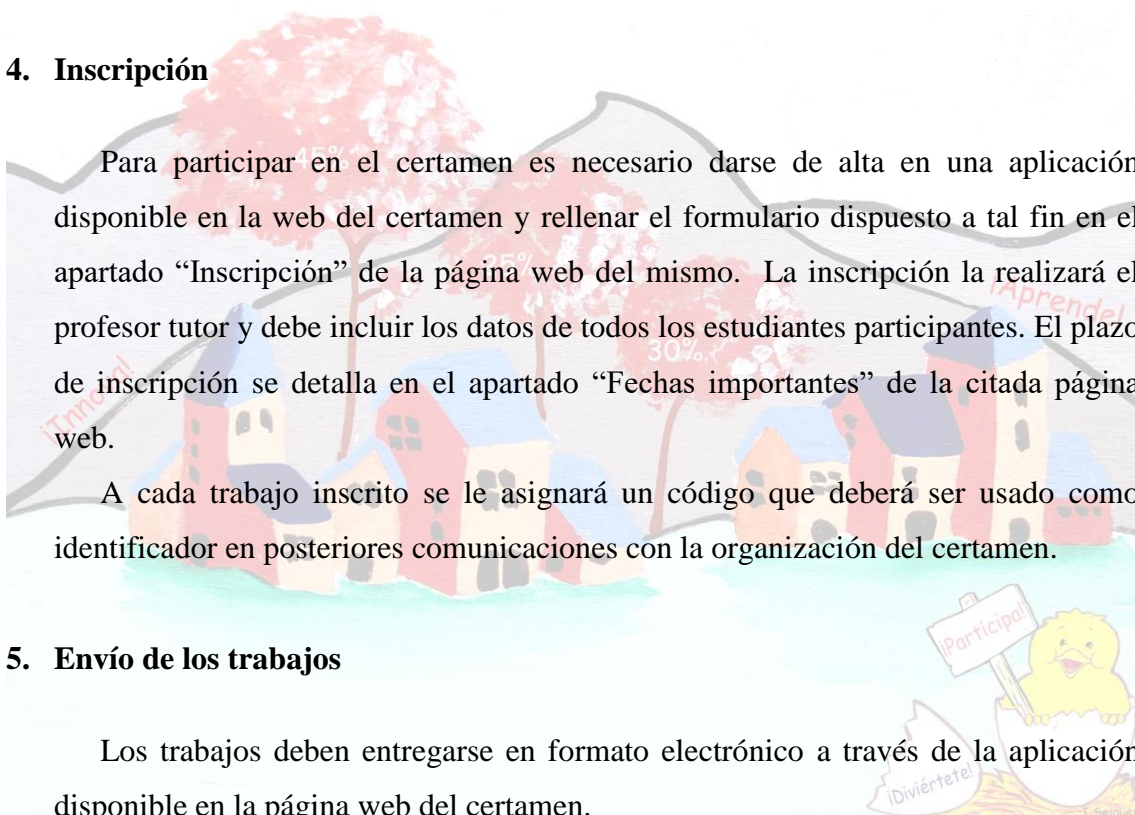 4. Inscripción
Para participar en el certamen es necesario darse de alta en una aplicación
disponible en la web del certamen y rellenar el formulario dispuesto a tal fin en el
apartado “Inscripción” de la página web del mismo. La inscripción la realizará el
profesor tutor y debe incluir los datos de todos los estudiantes participantes. El plazo
de inscripción se detalla en el apartado “Fechas importantes” de la citada página
web.
A cada trabajo inscrito se le asignará un código que deberá ser usado como
identificador en posteriores comunicaciones con la organización del certamen.
5. Envío de los trabajos
Los trabajos deben entregarse en formato electrónico a través de la aplicación
disponible en la página web del certamen.
45%
25%
30%
¡Aprende!
¡Innova!
¡Participa!
¡Diviértete!